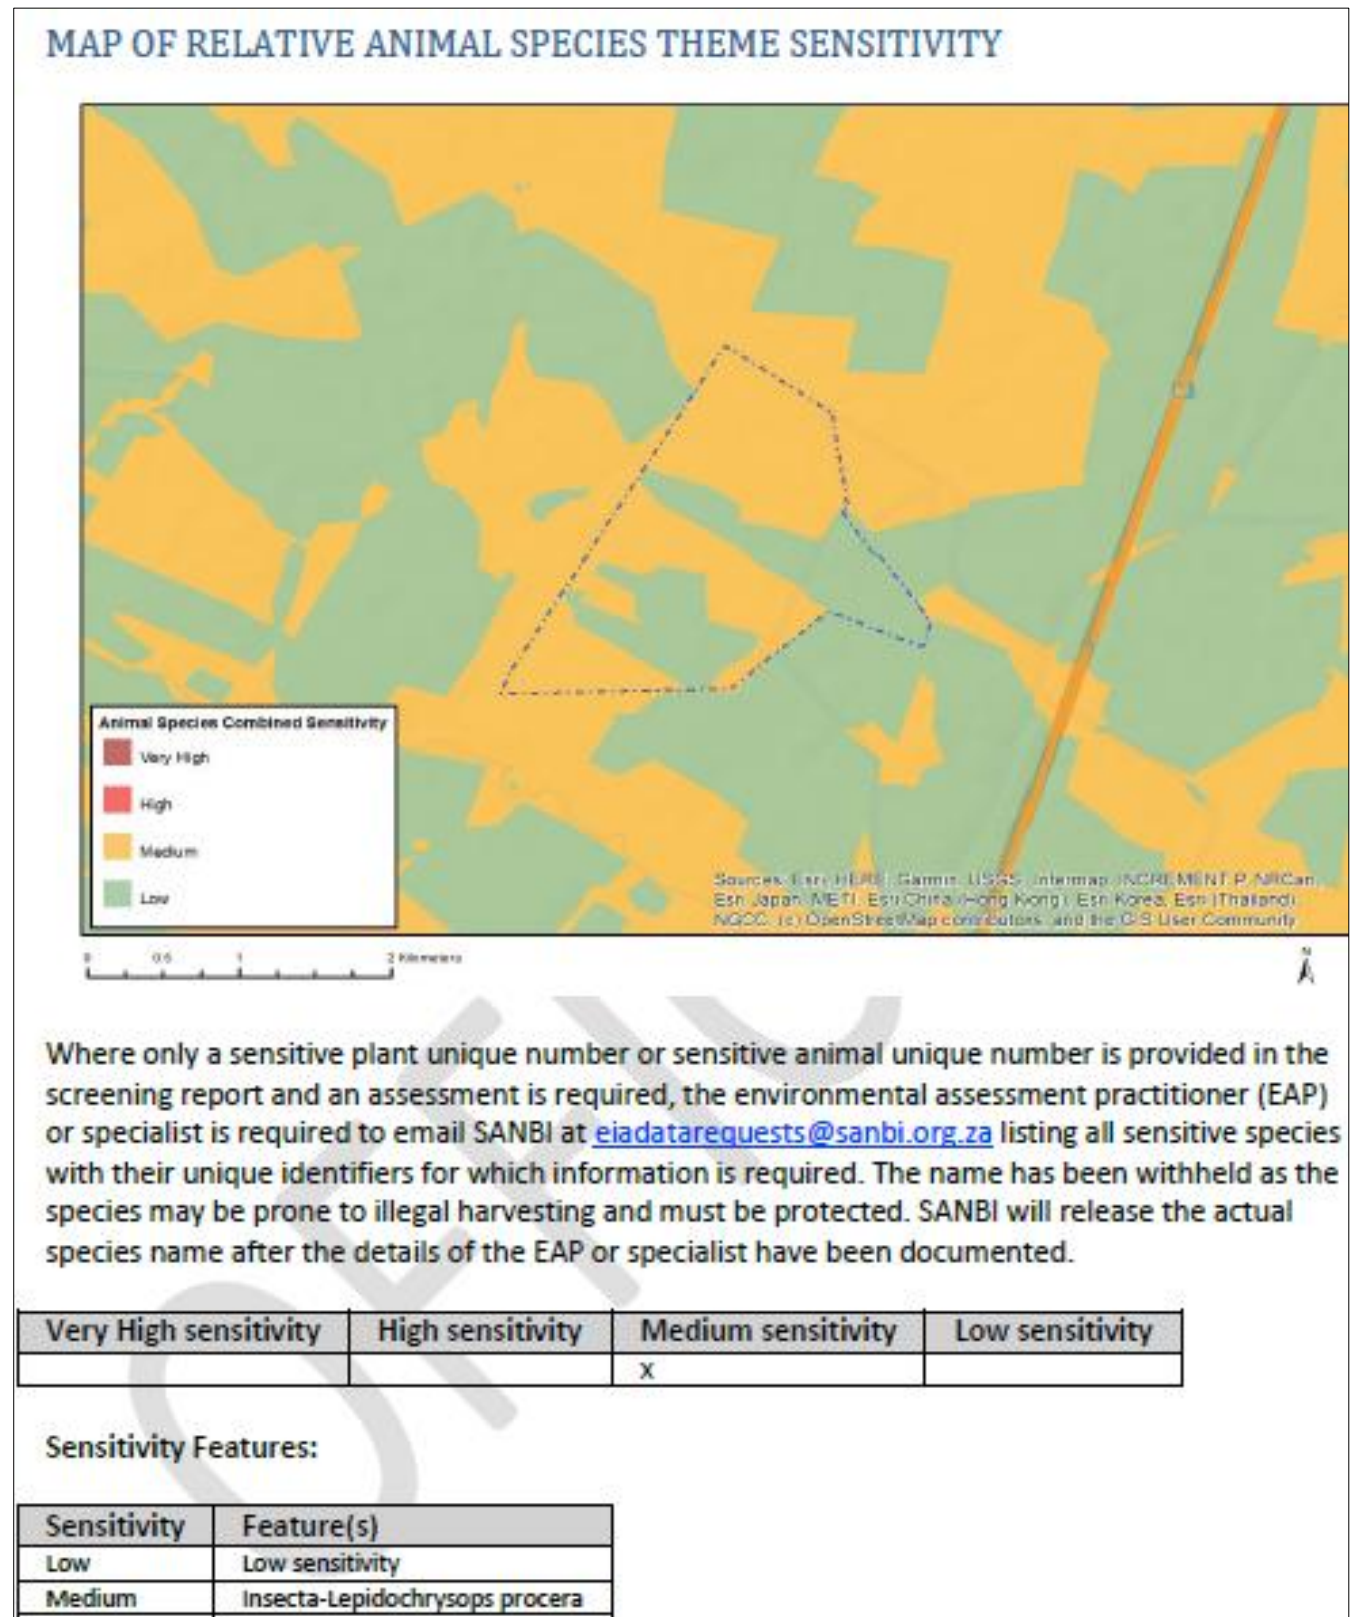 MAP OF RELATIVE ANIMAL SPECIES THEME SENSITIVITY
Animal Species Combined Sensitivity
Very High
High
Medium
Low
Sources: Esri, HERE, Garmin, USGS, Intermap, INCREMENT P, NRCan,
Esri Japan, METI, Esri China (Hong Kong), Esri Korea, Esri (Thailand),
NGCC, (c) OpenStreetMap contributors, and the GIS User Community
0 0.5 1 2 Kilometers
N
Where only a sensitive plant unique number or sensitive animal unique number is provided in the
screening report and an assessment is required, the environmental assessment practitioner (EAP)
or specialist is required to email SANBI at eiadatarequests@sanbi.org.za listing all sensitive species
with their unique identifiers for which information is required. The name has been withheld as the
species may be prone to illegal harvesting and must be protected. SANBI will release the actual
species name after the details of the EAP or specialist have been documented.
Very High sensitivity High sensitivity Medium sensitivity Low sensitivity
x
Sensitivity Features:
Sensitivity Feature(s)
Low Low sensitivity
Medium Insecta-Lepidochrysops procera